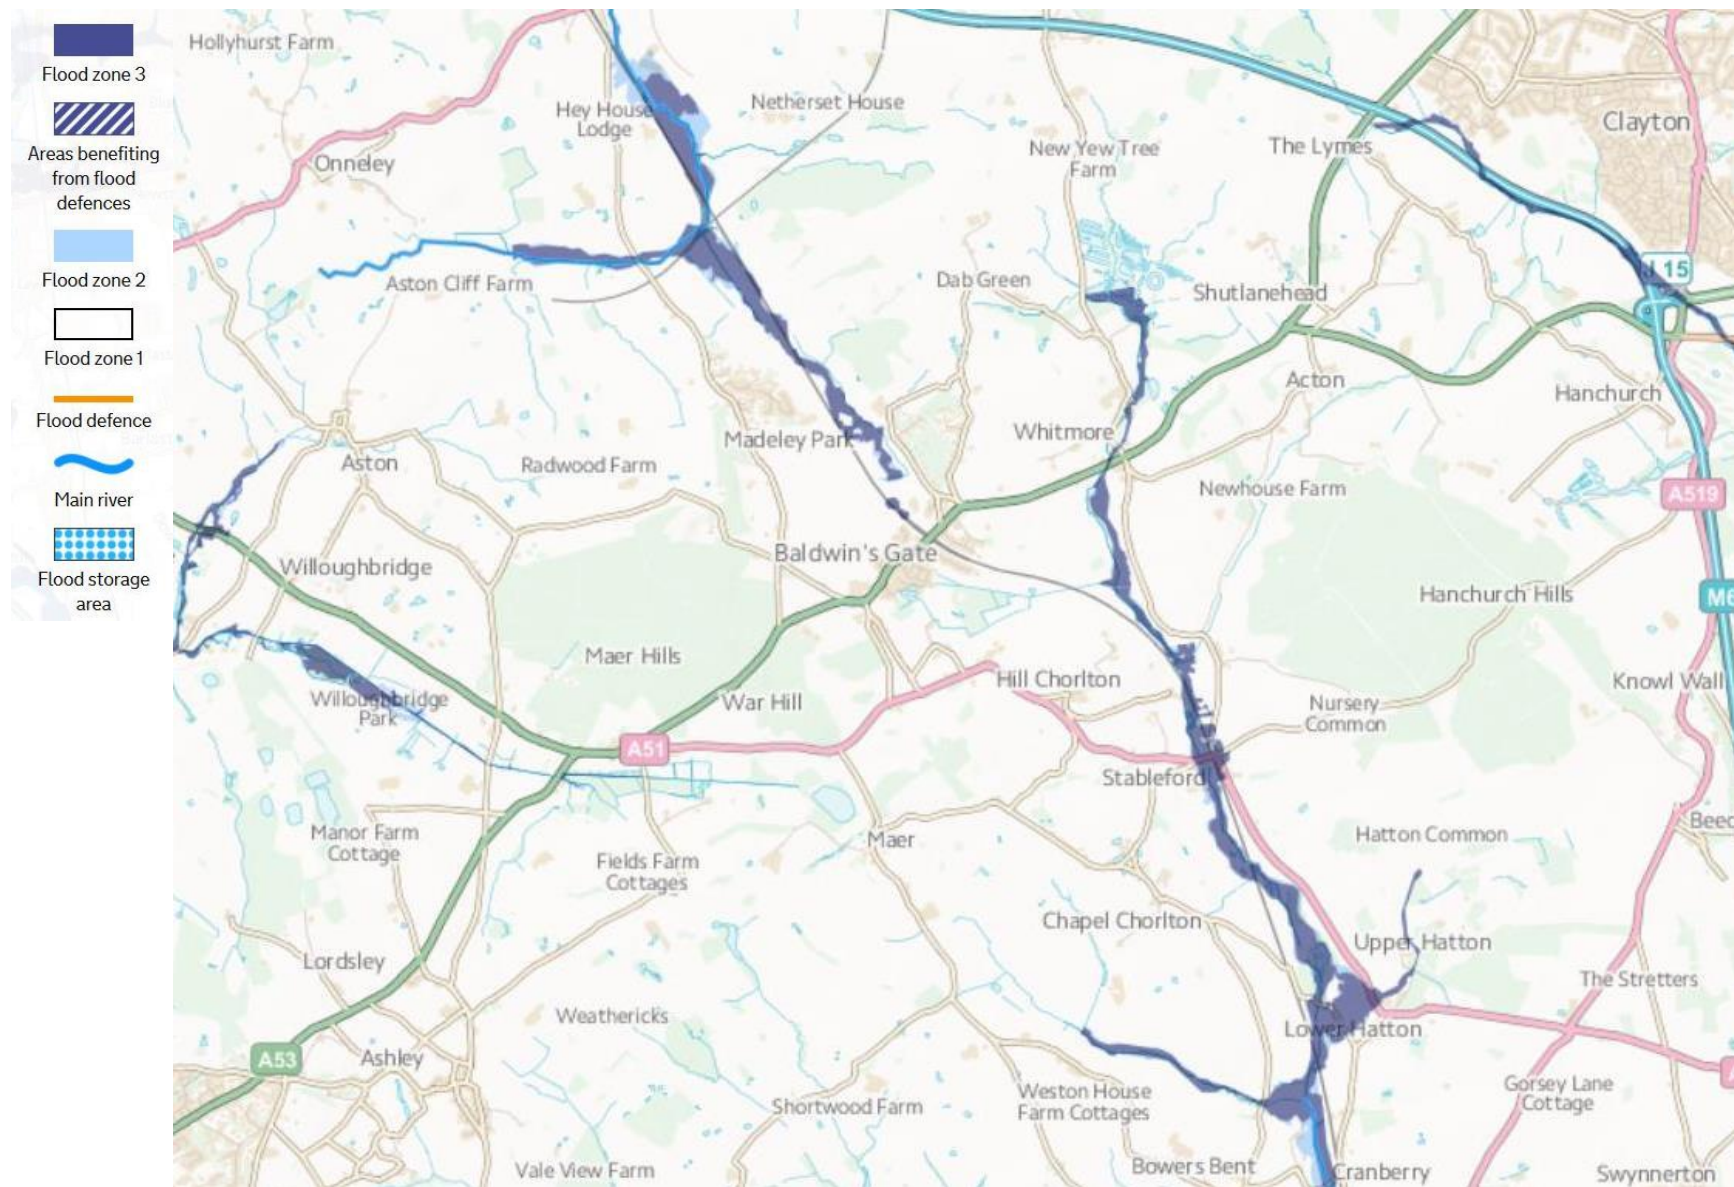 Flood zone 3
Areas benefiting
from flood
defences
Flood zone 2
Flood zone 1
Flood defence
Main river
Flood storage
area
Hollyhurst Farm
Hey House
Lodge
Netherset House
Onneley
New Yew Tree
Farm
The Lymes
Clayton
Aston Cliff Farm
Dab Green
Shutlanehead
J 15
Acton
Hanchurch
Madeley Park
Whitmore
Aston
Radwood Farm
Newhouse Farm
A519
Willoughbridge
Baldwin's Gate
Hanchurch Hills
M6
Maer Hills
Hill Chorlton
Knowl Wall
Willoughbridge
Park
War Hill
Nursery
Common
A51
Stableford
Manor Farm
Cottage
Maer
Hatton Common
Beec
Fields Farm
Cottages
Chapel Chorlton
Upper Hatton
Lordsley
The Stretters
Weathericks
Lower Hatton
A53
Ashley
Shortwood Farm
Weston House
Farm Cottages
Gorsey Lane
Cottage
Vale View Farm
Bowers Bent
Cranberry
Swynnerton